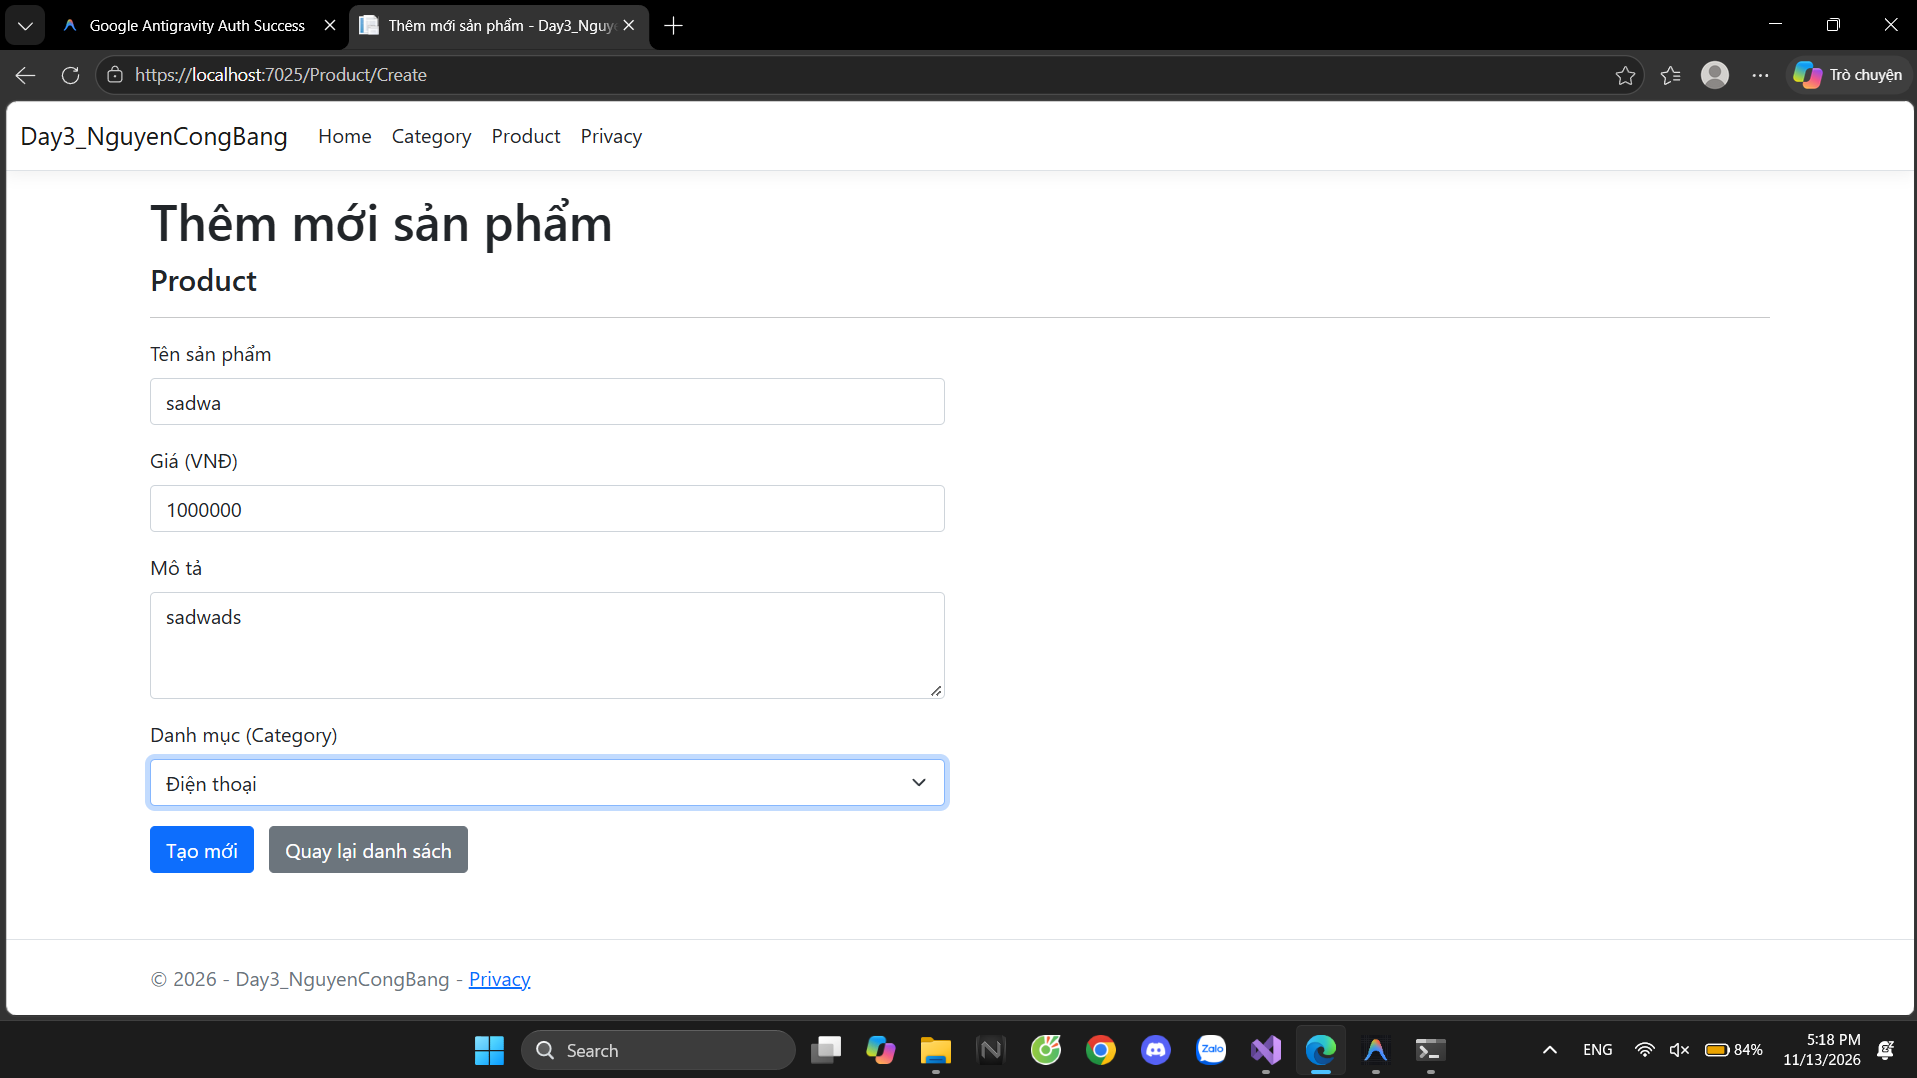 Google Antigravity Auth Success
Thêm mới sản phẩm - Day3_Nguy
https://localhost:7025/Product/Create
Trò chuyện
Day3_NguyenCongBang Home Category Product Privacy
Thêm mới sản phẩm
Product
Tên sản phẩm
sadwa
Giá (VNĐ)
1000000
Mô tả
sadwads
Danh mục (Category)
Điện thoại
Tạo mới Quay lại danh sách
© 2026 - Day3_NguyenCongBang - Privacy
Search
Zalo
ENG
84%
5:18 PM
11/13/2026